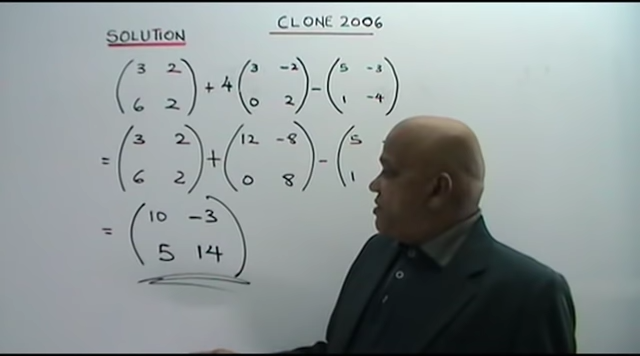 CLONE 2006
SOLUTION
(3 2 + 4 (3 -2 - (5 -3
6 2) 0 2) 1 -4)
= (3 2 + (12 -8 - (5
6 2) 0 8) 1
= (10 -3
5 14)